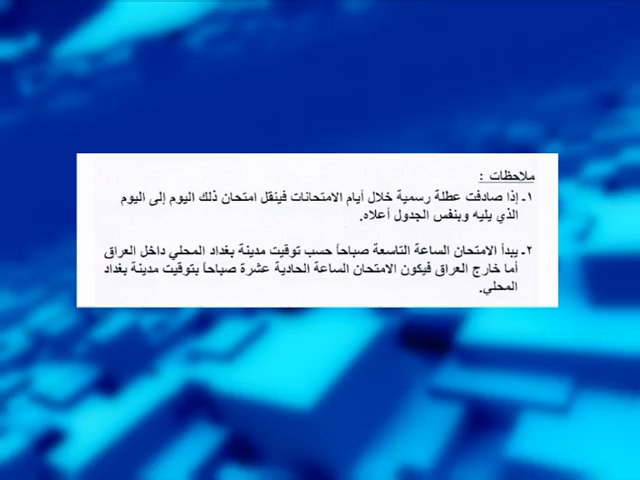 ملاحظات :
١ـ إذا صادفت عطلة رسمية خلال أيام الامتحانات فينقل امتحان ذلك اليوم إلى اليوم
الذي يليه وبنفس الجدول أعلاه.
٢ـ يبدأ الامتحان الساعة التاسعة صباحاً حسب توقيت مدينة بغداد المحلي داخل العراق
أما خارج العراق فيكون الامتحان الساعة الحادية عشرة صباحاً بتوقيت مدينة بغداد
المحلي.